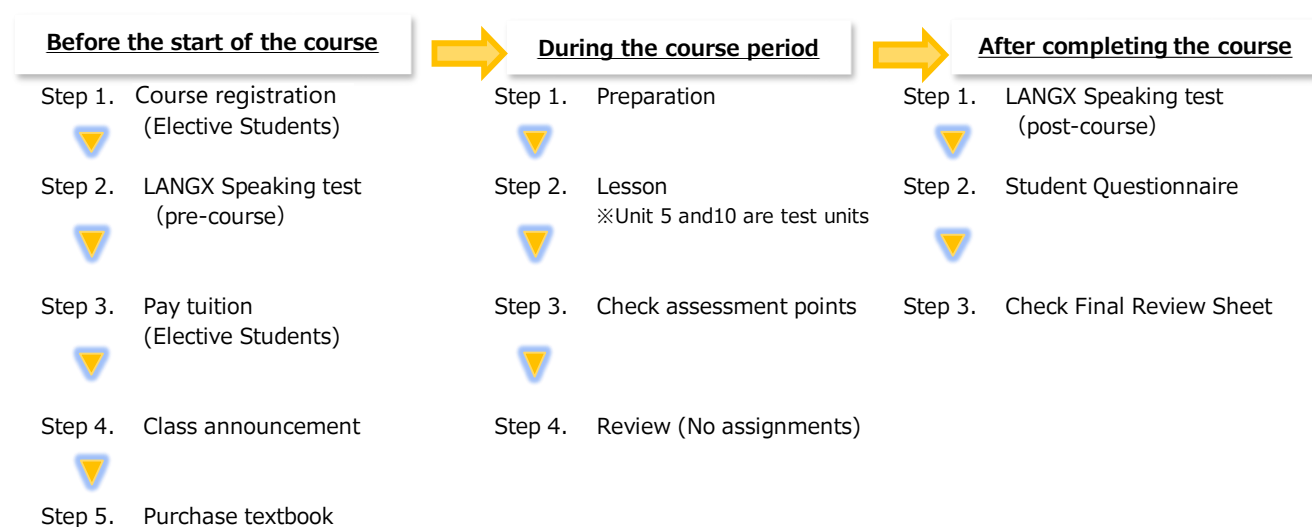 Before the start of the course
Step 1. Course registration
(Elective Students)
Step 2. LANGX Speaking test
（pre-course）
Step 3. Pay tuition
(Elective Students)
Step 4. Class announcement
Step 5. Purchase textbook
During the course period
Step 1. Preparation
Step 2. Lesson
※Unit 5 and10 are test units
Step 3. Check assessment points
Step 4. Review (No assignments)
After completing the course
Step 1. LANGX Speaking test
（post-course）
Step 2. Student Questionnaire
Step 3. Check Final Review Sheet